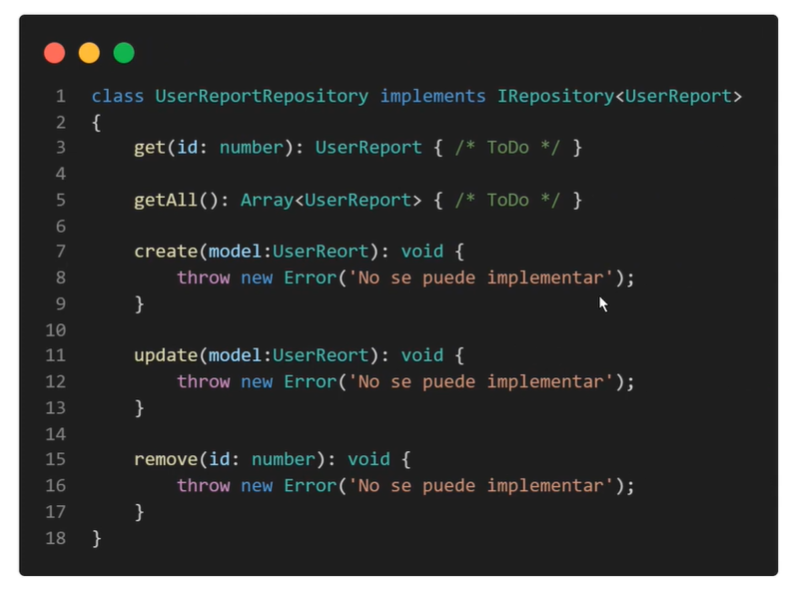 1 class UserReportRepository implements IRepository<UserReport>
2 {
3     get(id: number): UserReport { /* ToDo */ }
4
5     getAll(): Array<UserReport> { /* ToDo */ }
6
7     create(model:UserReort): void {
8         throw new Error('No se puede implementar');
9     }
10
11     update(model:UserReort): void {
12         throw new Error('No se puede implementar');
13     }
14
15     remove(id: number): void {
16         throw new Error('No se puede implementar');
17     }
18 }